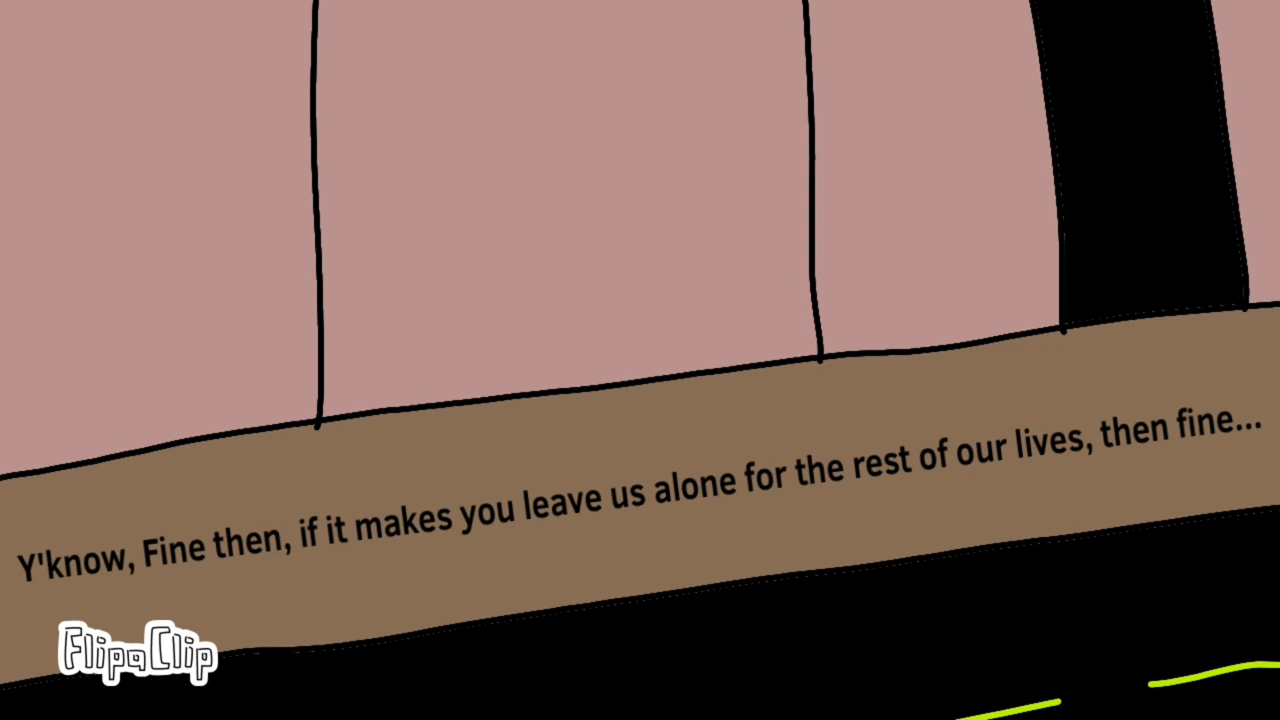 Y'know, Fine then, if it makes you leave us alone for the rest of our lives, then fine...
FlipaClip